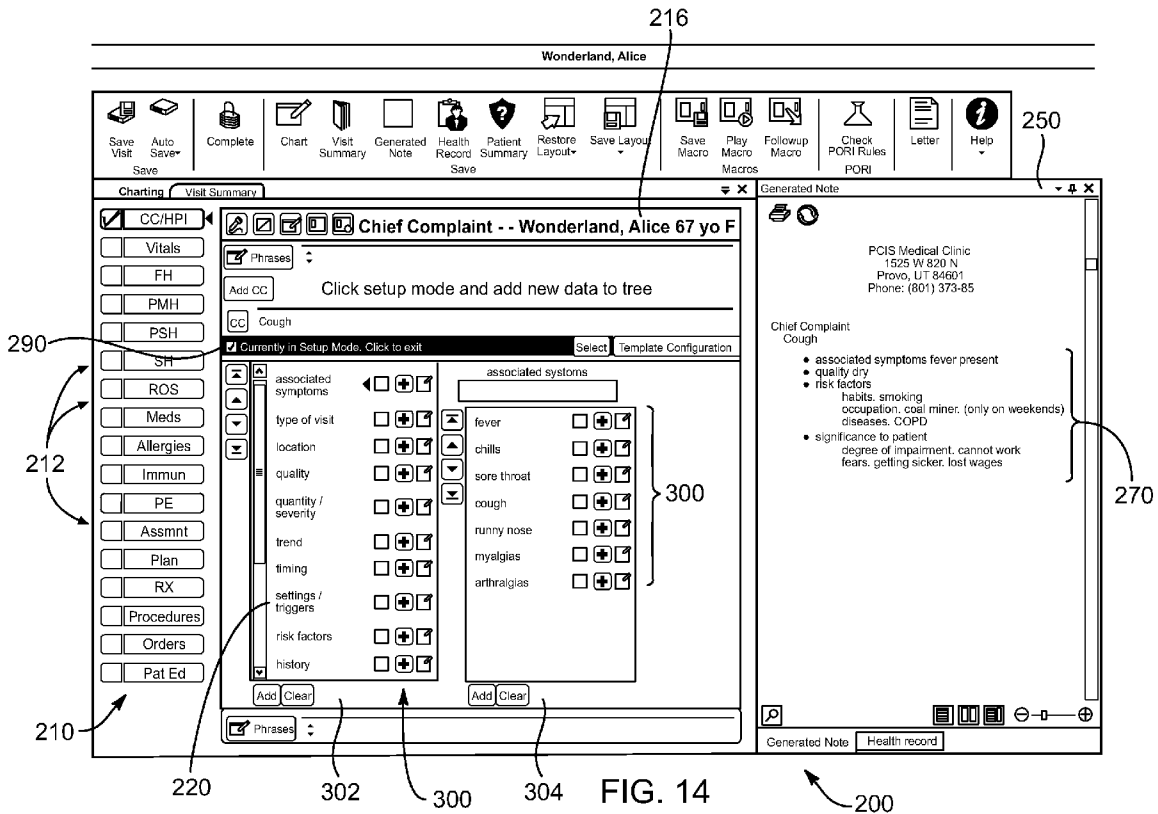 216
Wonderland, Alice
Save Visit
Auto Save
Save
Complete
Chart
Visit Summary
Generated Note
Health Record
Patient Summary
Restore Layout
Save Layout
Save
Save Macro
Play Macro
Followup Macro
Macros
Check PORI Rules
PORI
Letter
Help
250
Charting
Visit Summary
Generated Note
CC/HPI
Vitals
FH
PMH
PSH
SH
ROS
Meds
Allergies
Immun
PE
Assmnt
Plan
RX
Procedures
Orders
Pat Ed
290
212
210
Chief Complaint - - Wonderland, Alice 67 yo F
Phrases
Add CC
Click setup mode and add new data to tree
CC Cough
Currently in Setup Mode. Click to exit
Select
Template Configuration
associated
symptoms
type of visit
location
quality
quantity /
severity
trend
timing
settings /
triggers
risk factors
history
Add Clear
associated systoms
fever
chills
sore throat
cough
runny nose
myalgias
arthralgias
300
Add Clear
Phrases
PCIS Medical Clinic
1525 W 820 N
Provo, UT 84601
Phone: (801) 373-85
Chief Complaint
Cough
associated symptoms fever present
quality dry
risk factors
habits. smoking
occupation. coal miner. (only on weekends)
diseases. COPD
significance to patient
degree of impairment. cannot work
fears. getting sicker. lost wages
270
Generated Note
Health record
220
302
300
304
FIG. 14
200